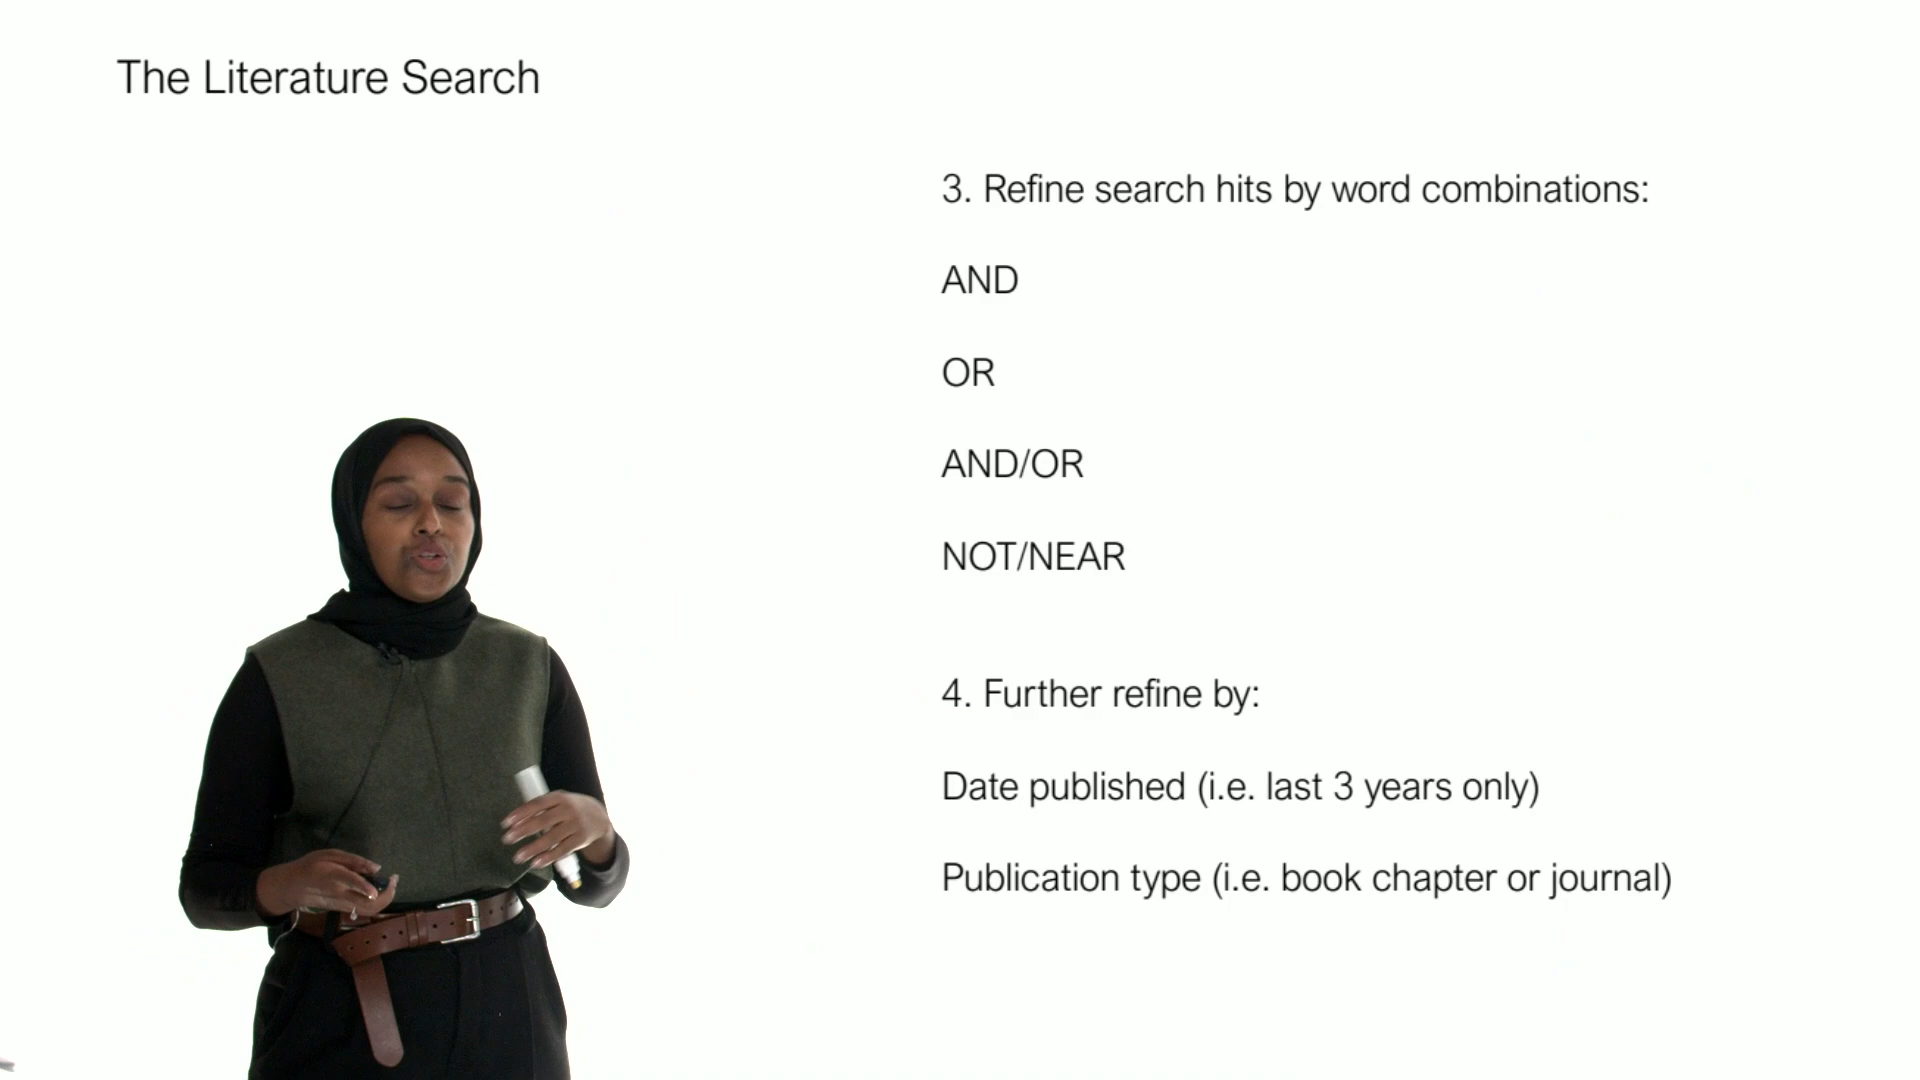 The Literature Search
3. Refine search hits by word combinations:
AND
OR
AND/OR
NOT/NEAR
4. Further refine by:
Date published (i.e. last 3 years only)
Publication type (i.e. book chapter or journal)